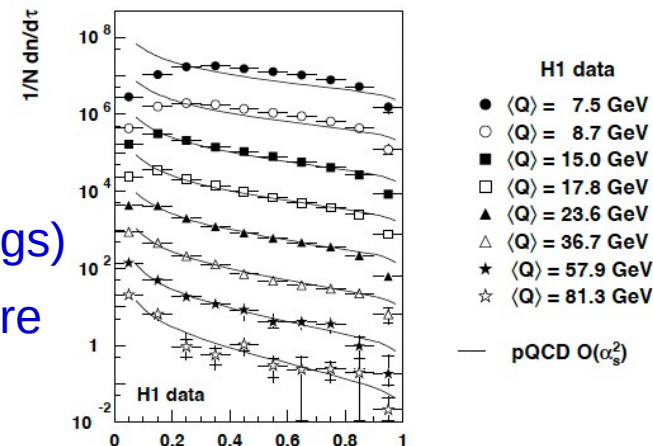 1/N dn/dτ
10 8
10 6
10 4
10 2
1
10 -2
gs)
re
H1 data
0 0.2 0.4 0.6 0.8 1
H1 data
⟨Q⟩ = 7.5 GeV
⟨Q⟩ = 8.7 GeV
⟨Q⟩ = 15.0 GeV
⟨Q⟩ = 17.8 GeV
⟨Q⟩ = 23.6 GeV
⟨Q⟩ = 36.7 GeV
⟨Q⟩ = 57.9 GeV
⟨Q⟩ = 81.3 GeV
pQCD O(αs²)